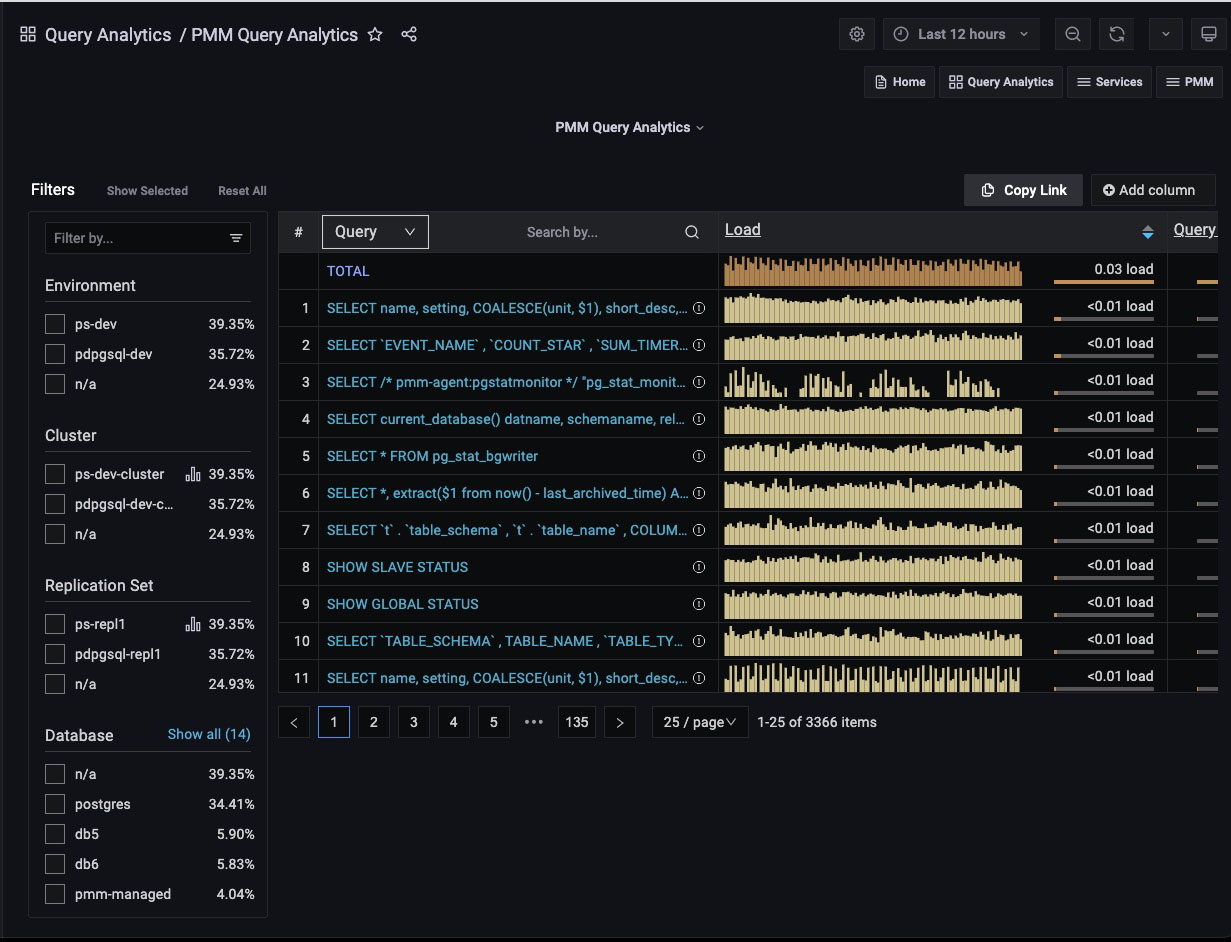 Query Analytics / PMM Query Analytics
Last 12 hours
Home
Query Analytics
Services
PMM
PMM Query Analytics
Filters
Show Selected
Reset All
Copy Link
Add column
Filter by...
Environment
ps-dev 39.35%
pdpgsql-dev 35.72%
n/a 24.93%
Cluster
ps-dev-cluster 39.35%
pdpgsql-dev-c... 35.72%
n/a 24.93%
Replication Set
ps-repl1 39.35%
pdpgsql-repl1 35.72%
n/a 24.93%
Database Show all (14)
n/a 39.35%
postgres 34.41%
db5 5.90%
db6 5.83%
pmm-managed 4.04%
# Query Search by... Load Query
TOTAL 0.03 load
1 SELECT name, setting, COALESCE(unit, $1), short_desc,... <0.01 load
2 SELECT `EVENT_NAME` , `COUNT_STAR` , `SUM_TIMER... <0.01 load
3 SELECT /* pmm-agent:pgstatmonitor */ "pg_stat_monit... <0.01 load
4 SELECT current_database() datname, schemaname, rel... <0.01 load
5 SELECT * FROM pg_stat_bgwriter <0.01 load
6 SELECT *, extract($1 from now() - last_archived_time) A... <0.01 load
7 SELECT `t` . `table_schema` , `t` . `table_name` , COLUM... <0.01 load
8 SHOW SLAVE STATUS <0.01 load
9 SHOW GLOBAL STATUS <0.01 load
10 SELECT `TABLE_SCHEMA` , TABLE_NAME , `TABLE_TY... <0.01 load
11 SELECT name, setting, COALESCE(unit, $1), short_desc,... <0.01 load
< 1 2 3 4 5 ••• 135 > 25 / page 1-25 of 3366 items